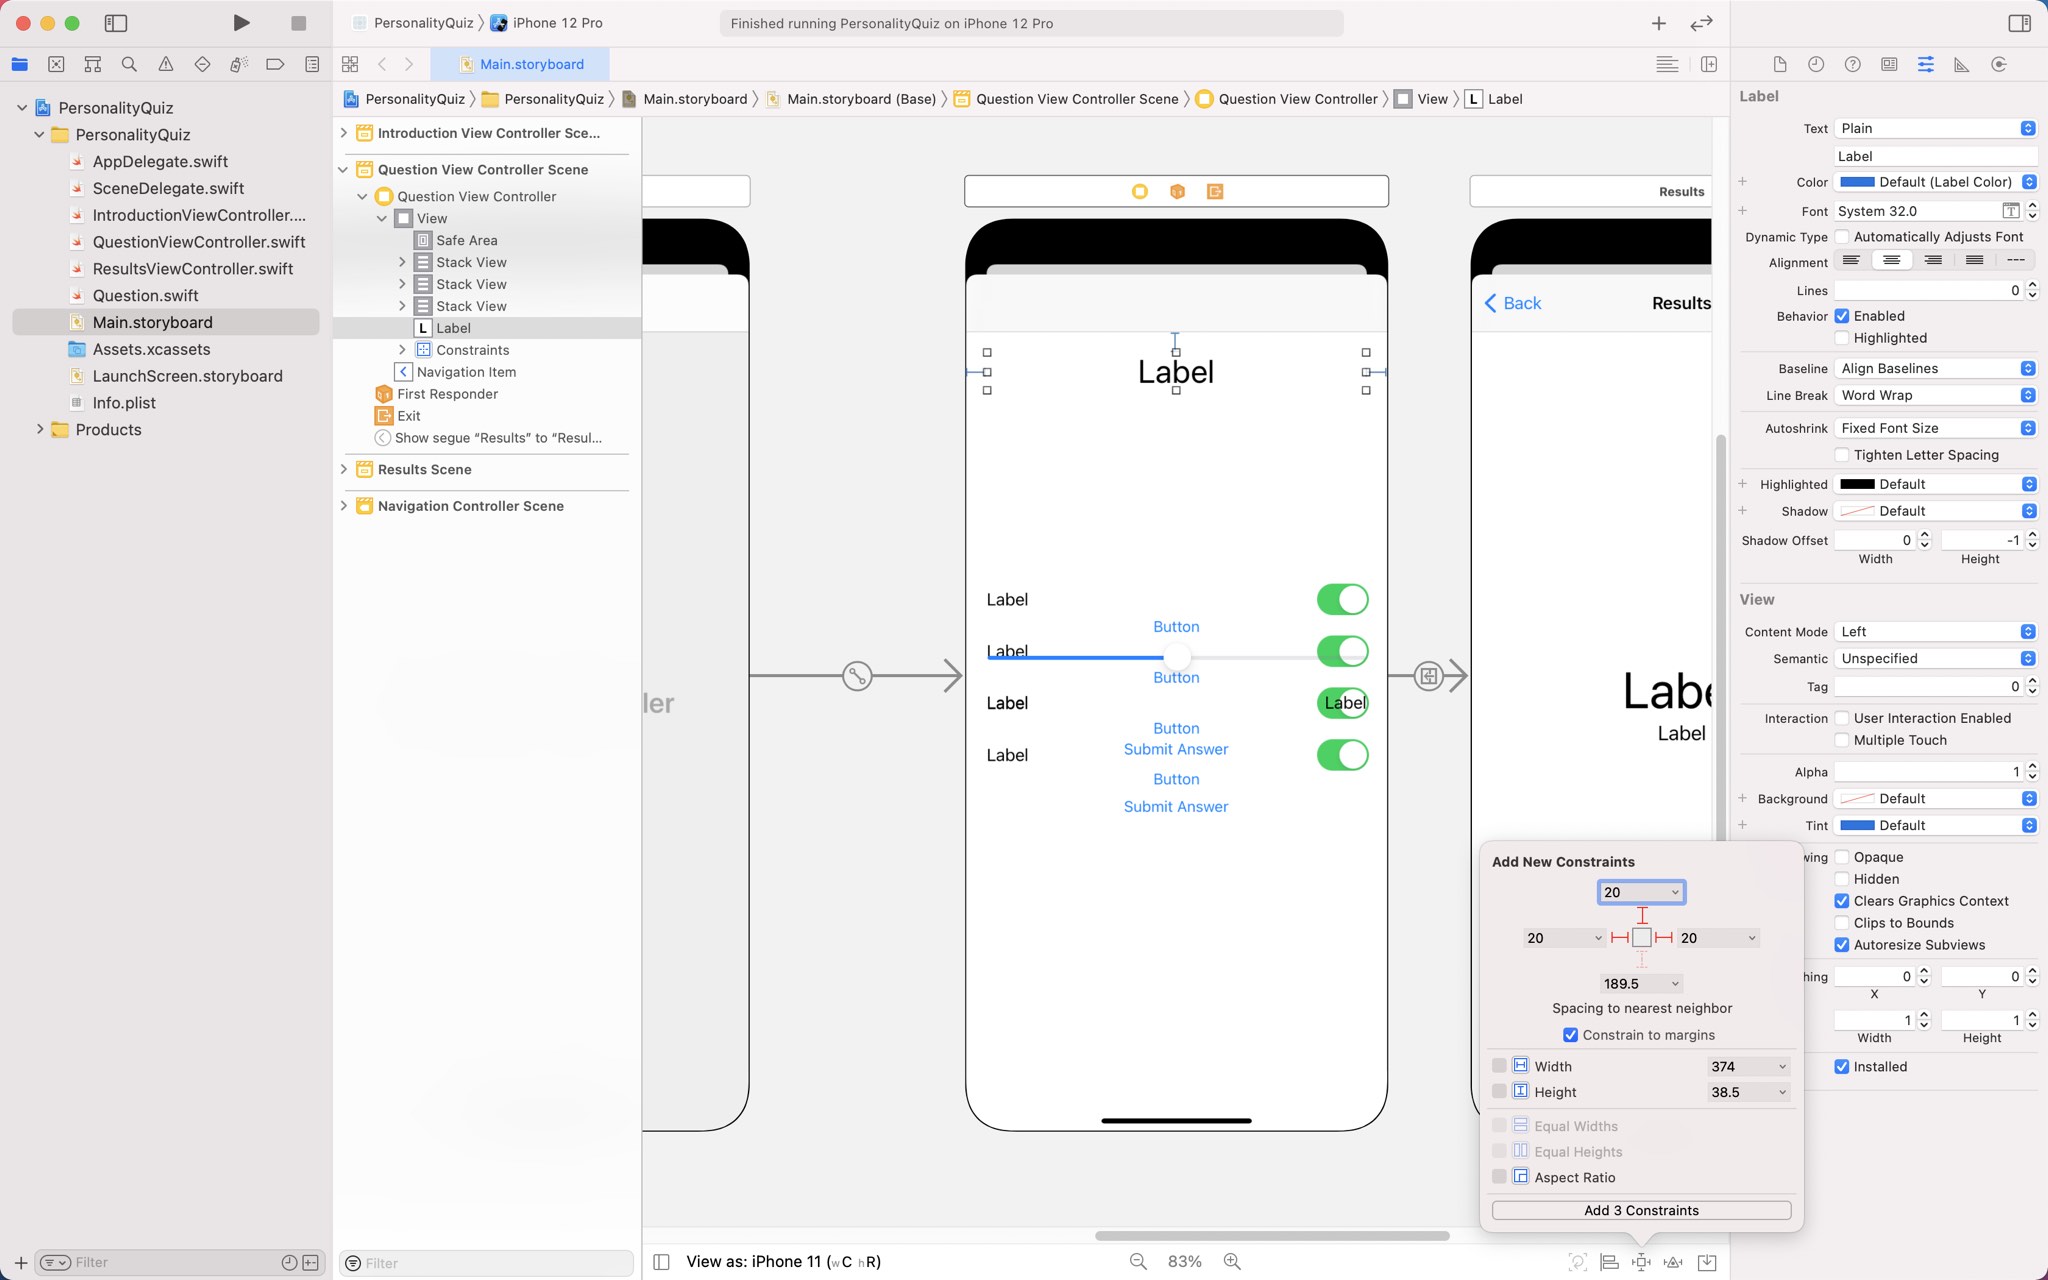 PersonalityQuiz
iPhone 12 Pro
Finished running PersonalityQuiz on iPhone 12 Pro
Main.storyboard
PersonalityQuiz
PersonalityQuiz
AppDelegate.swift
SceneDelegate.swift
IntroductionViewController....
QuestionViewController.swift
ResultsViewController.swift
Question.swift
Main.storyboard
Assets.xcassets
LaunchScreen.storyboard
Info.plist
Products
Filter
PersonalityQuiz
PersonalityQuiz
Main.storyboard
Main.storyboard (Base)
Question View Controller Scene
Question View Controller
View
L Label
Introduction View Controller Sce...
Question View Controller Scene
Question View Controller
View
Safe Area
Stack View
Stack View
Stack View
L Label
Constraints
Navigation Item
First Responder
Exit
Show segue “Results” to “Resul...
Results Scene
Navigation Controller Scene
Filter
ler
Label
Label
Button
Label
Button
Label
Label
Button
Submit Answer
Label
Button
Submit Answer
Results
Back
Results
Labe
Label
View as: iPhone 11 (wC hR)
83%
Add New Constraints
20
20
20
189.5
Spacing to nearest neighbor
Constrain to margins
Width 374
Height 38.5
Equal Widths
Equal Heights
Aspect Ratio
Add 3 Constraints
Label
Text Plain
Label
Color Default (Label Color)
Font System 32.0
Dynamic Type Automatically Adjusts Font
Alignment
Lines 0
Behavior Enabled
Highlighted
Baseline Align Baselines
Line Break Word Wrap
Autoshrink Fixed Font Size
Tighten Letter Spacing
Highlighted Default
Shadow Default
Shadow Offset 0 -1
Width Height
View
Content Mode Left
Semantic Unspecified
Tag 0
Interaction User Interaction Enabled
Multiple Touch
Alpha 1
Background Default
Tint Default
wing Opaque
Hidden
Clears Graphics Context
Clips to Bounds
Autoresize Subviews
hing 0 0
X Y
1 1
Width Height
Installed